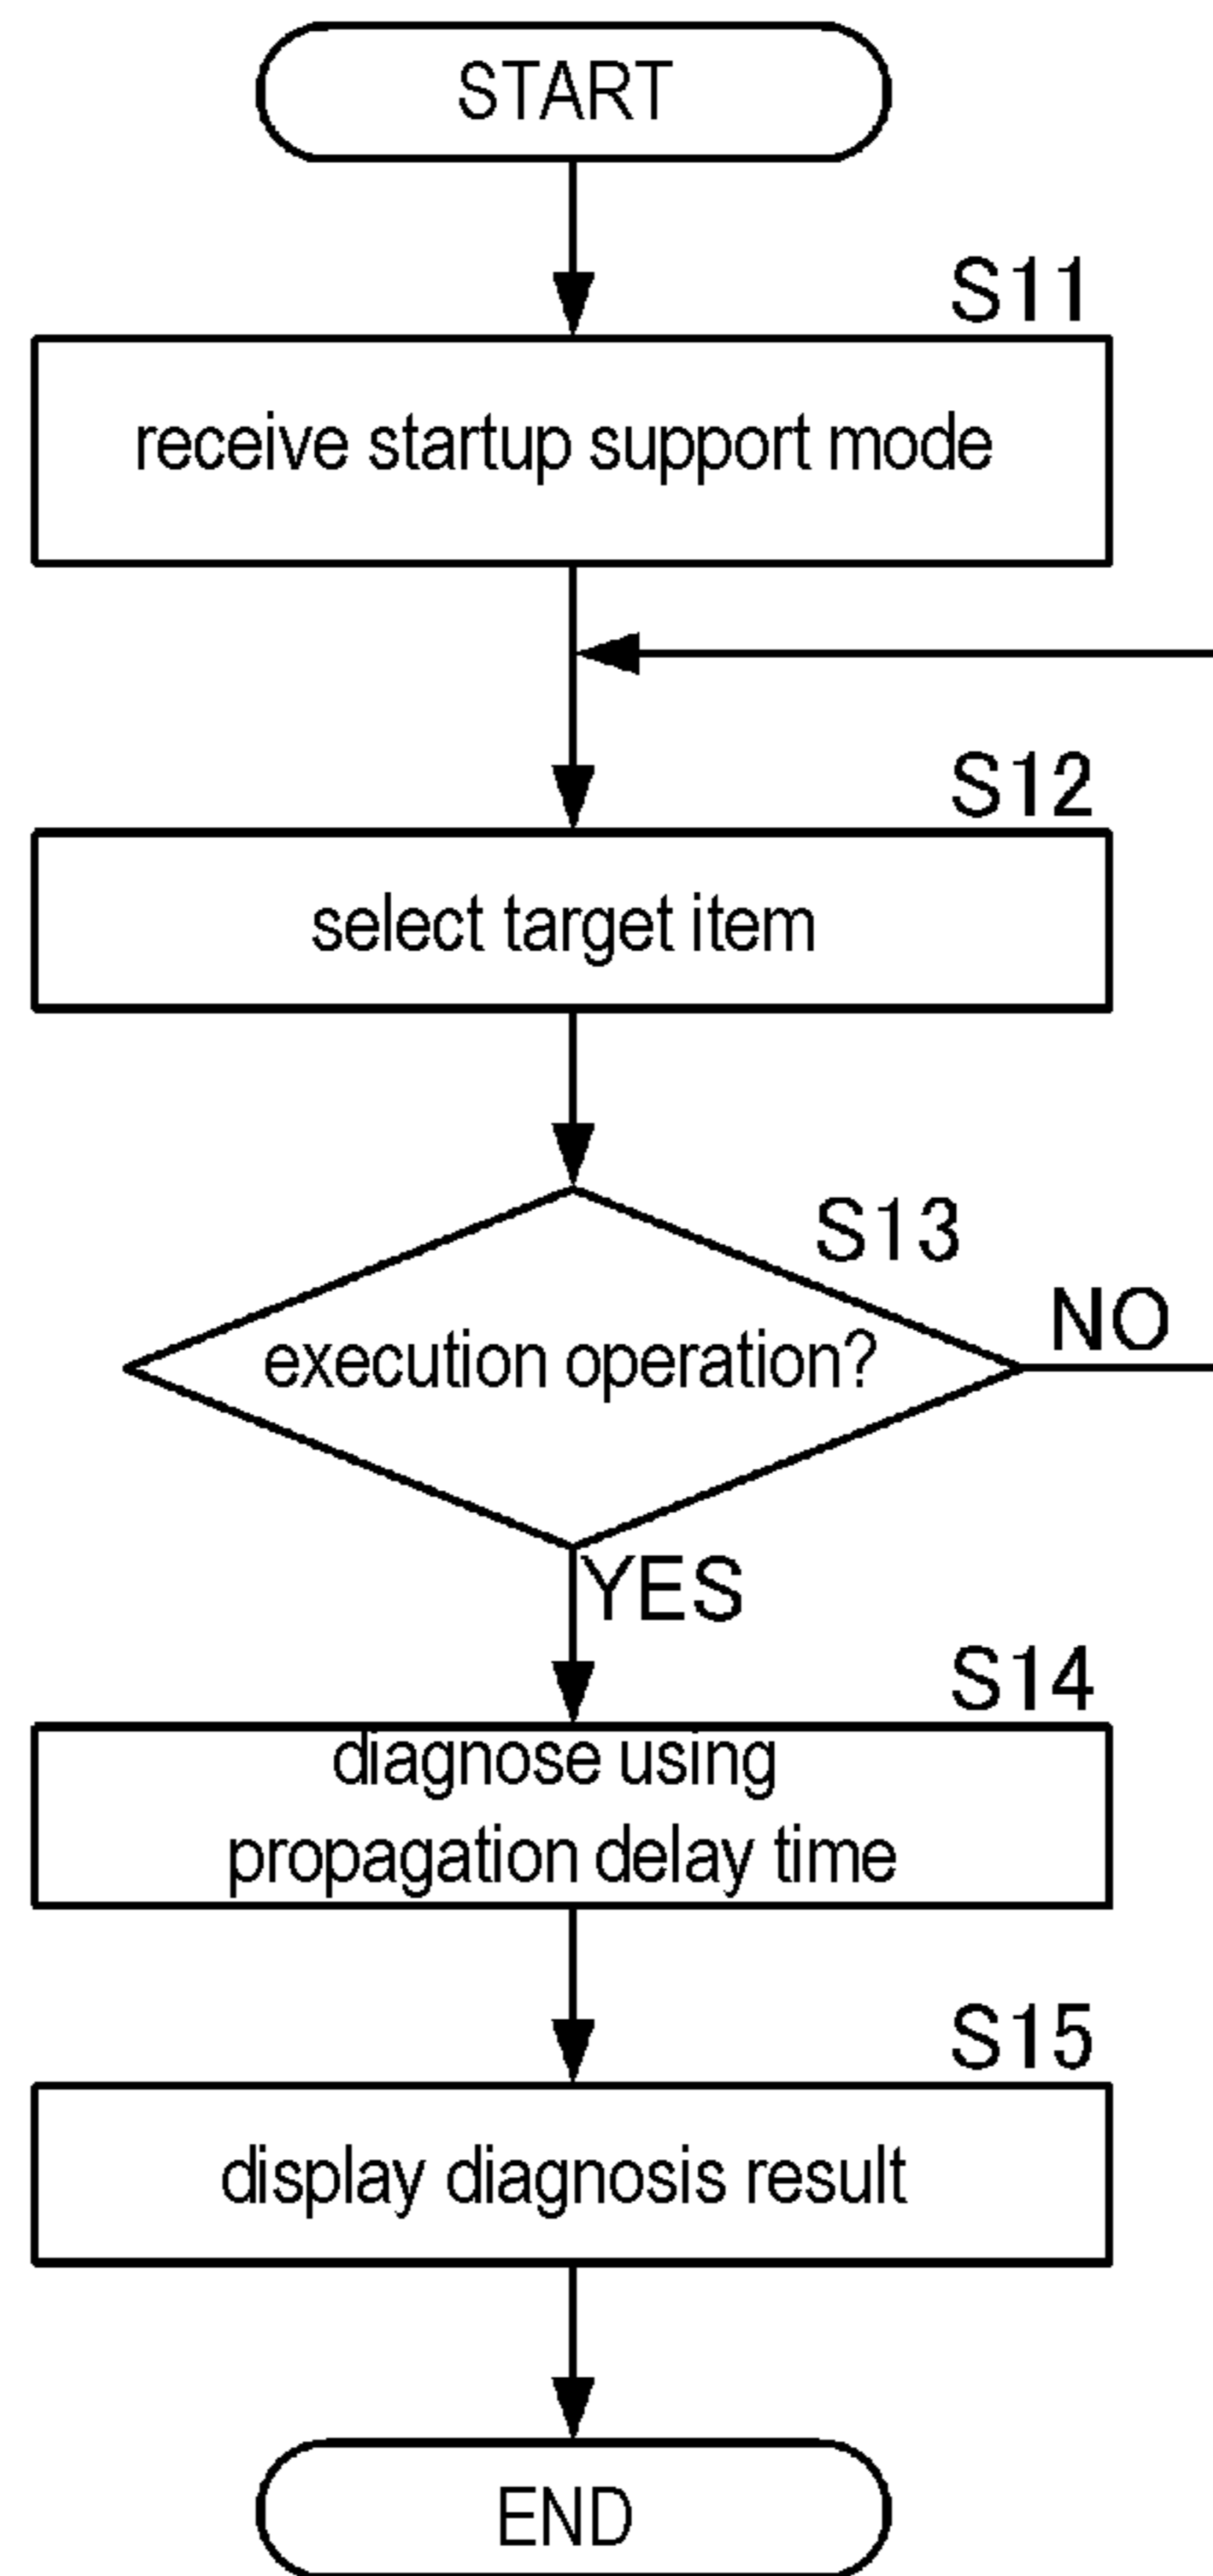 START
S11
receive startup support mode
S12
select target item
S13
execution operation?
NO
YES
S14
diagnose using
propagation delay time
S15
display diagnosis result
END